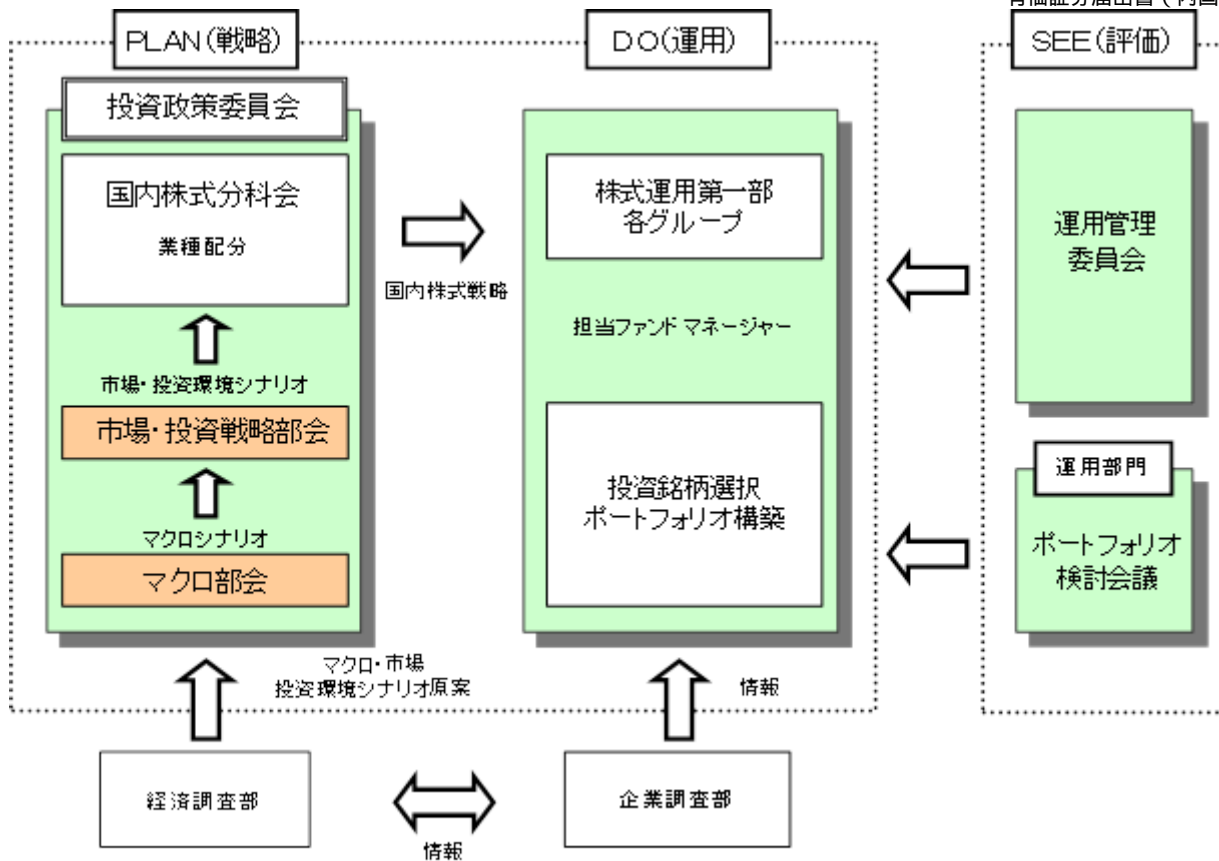 PLAN(戦略)
投資政策委員会
国内株式分科会
業種配分
市場・投資環境シナリオ
市場・投資戦略部会
マクロシナリオ
マクロ部会
マクロ・市場
投資環境シナリオ原案
経済調査部
国内株式戦略
DO(運用)
株式運用第一部
各グループ
担当ファンドマネージャー
投資銘柄選択
ポートフォリオ構築
情報
企業調査部
情報
SEE(評価)
運用管理
委員会
運用部門
ポートフォリオ
検討会議